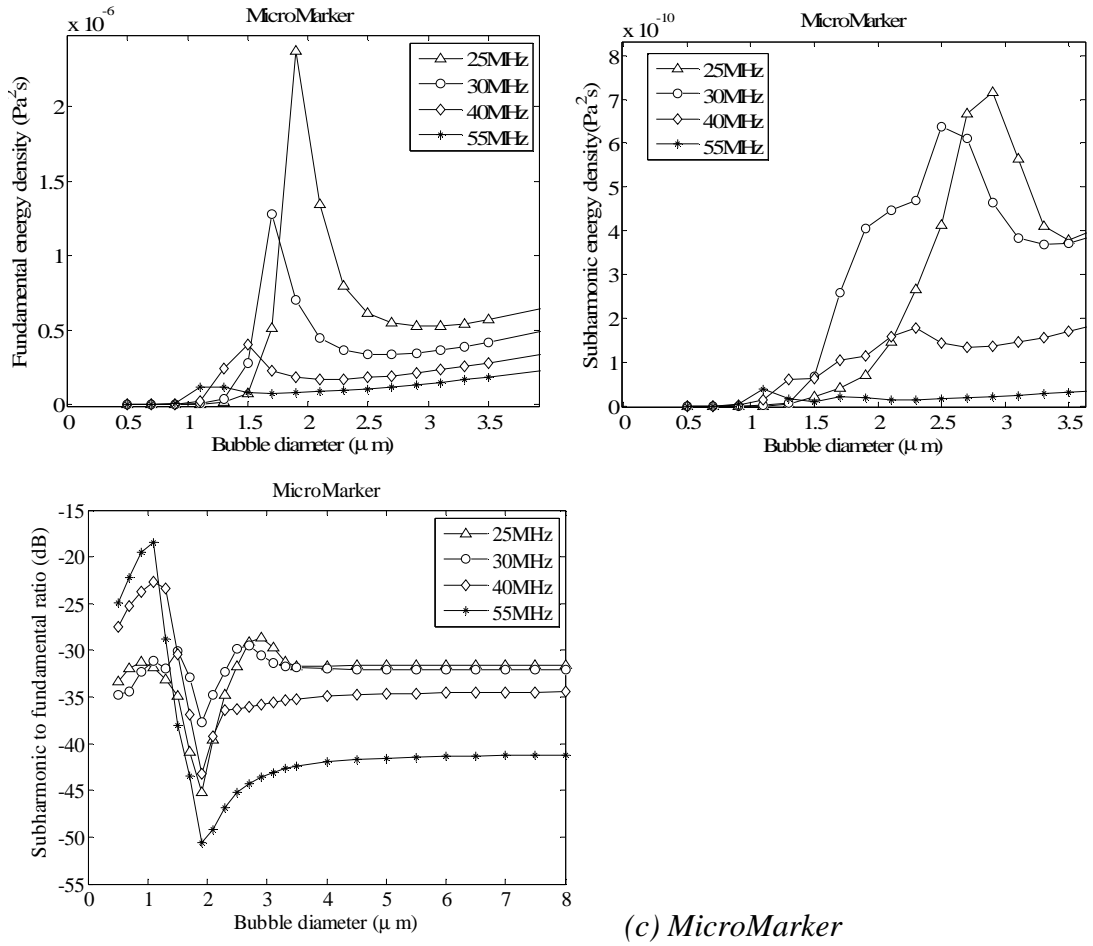 MicroMarker
x 10-6
Fundamental energy density (Pa2s)
2
1.5
1
0.5
0
0 0.5 1 1.5 2 2.5 3 3.5
Bubble diameter (μ m)
25MHz
30MHz
40MHz
55MHz
MicroMarker
x 10-10
Subharmonic energy density(Pa2s)
8
7
6
5
4
3
2
1
0
0 0.5 1 1.5 2 2.5 3 3.5
Bubble diameter (μ m)
25MHz
30MHz
40MHz
55MHz
MicroMarker
Subharmonic to fundamental ratio (dB)
-15
-20
-25
-30
-35
-40
-45
-50
-55
0 1 2 3 4 5 6 7 8
Bubble diameter (μ m)
25MHz
30MHz
40MHz
55MHz
(c) MicroMarker